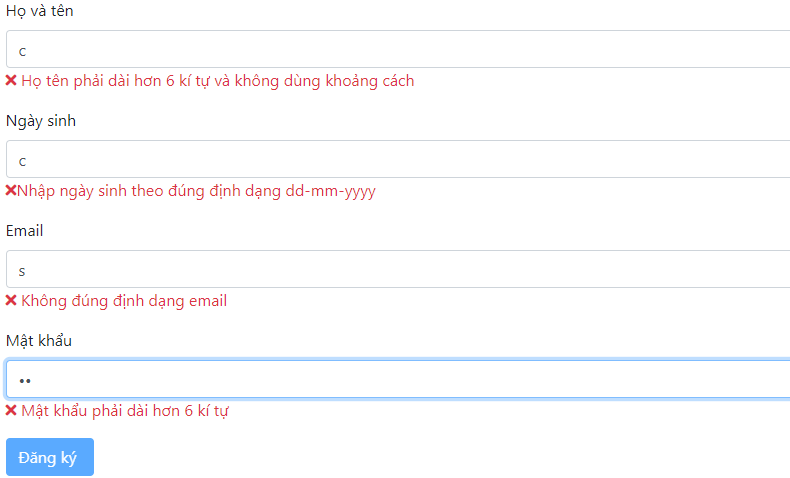 Họ và tên
c
Họ tên phải dài hơn 6 kí tự và không dùng khoảng cách
Ngày sinh
c
Nhập ngày sinh theo đúng định dạng dd-mm-yyyy
Email
s
Không đúng định dạng email
Mật khẩu
••
Mật khẩu phải dài hơn 6 kí tự
Đăng ký